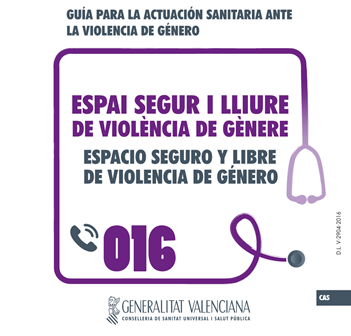 GUÍA PARA LA ACTUACIÓN SANITARIA ANTE
LA VIOLENCIA DE GÉNERO
ESPAI SEGUR I LLIURE
DE VIOLÈNCIA DE GÈNERE
ESPACIO SEGURO Y LIBRE
DE VIOLENCIA DE GÉNERO
016
D.L. V-2904-2016
CAS
GENERALITAT VALENCIANA
CONSELLERIA DE SANITAT UNIVERSAL I SALUT PÚBLICA